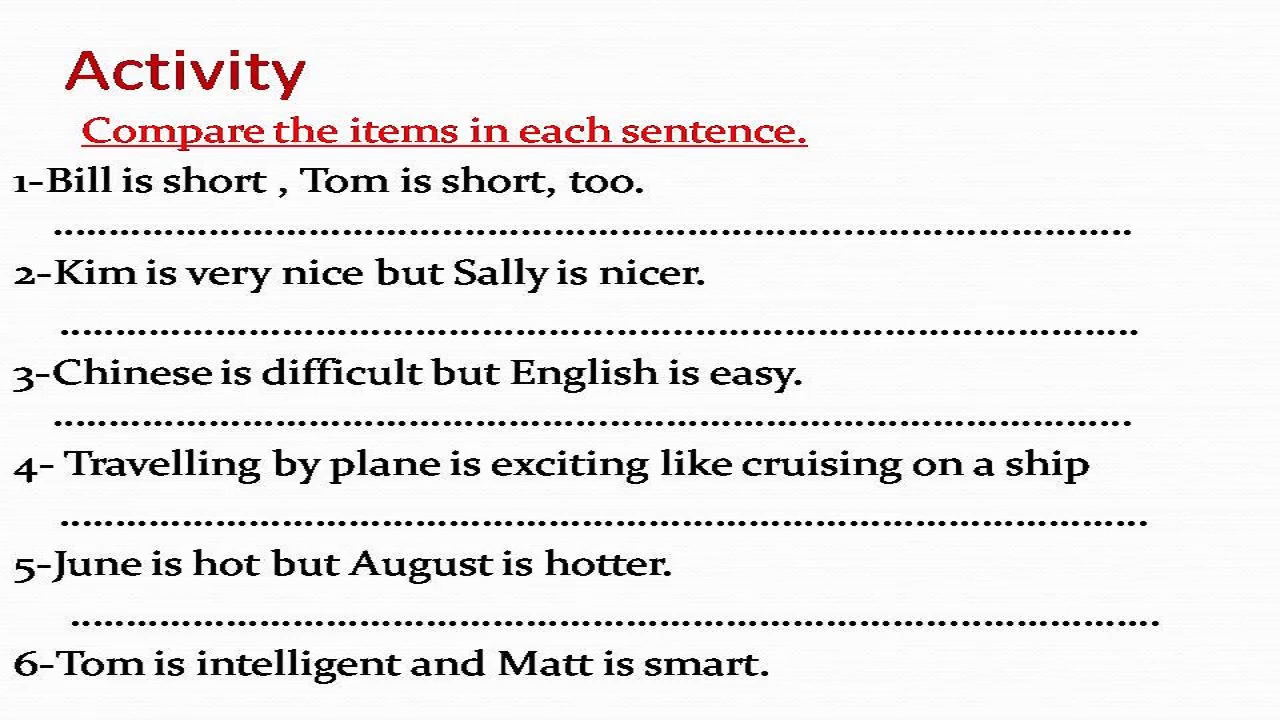 Activity
Compare the items in each sentence.
1-Bill is short , Tom is short, too.
........................................................................................
2-Kim is very nice but Sally is nicer.
........................................................................................
3-Chinese is difficult but English is easy.
........................................................................................
4- Travelling by plane is exciting like cruising on a ship
........................................................................................
5-June is hot but August is hotter.
........................................................................................
6-Tom is intelligent and Matt is smart.